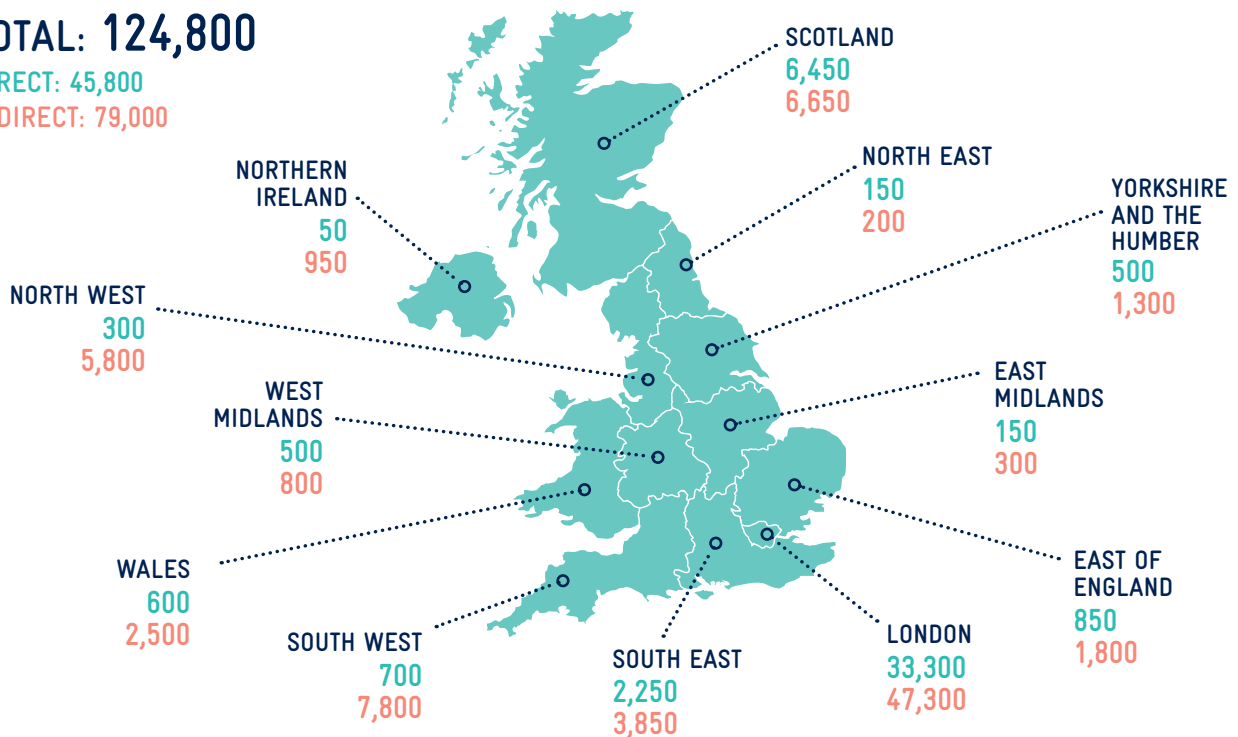 OTAL: 124,800
RECT: 45,800
DIRECT: 79,000
SCOTLAND
6,450
6,650
NORTH EAST
150
200
YORKSHIRE
AND THE
HUMBER
500
1,300
NORTHERN
IRELAND
50
950
NORTH WEST
300
5,800
WEST
MIDLANDS
500
800
EAST
MIDLANDS
150
300
WALES
600
2,500
EAST OF
ENGLAND
850
1,800
SOUTH WEST
700
7,800
SOUTH EAST
2,250
3,850
LONDON
33,300
47,300